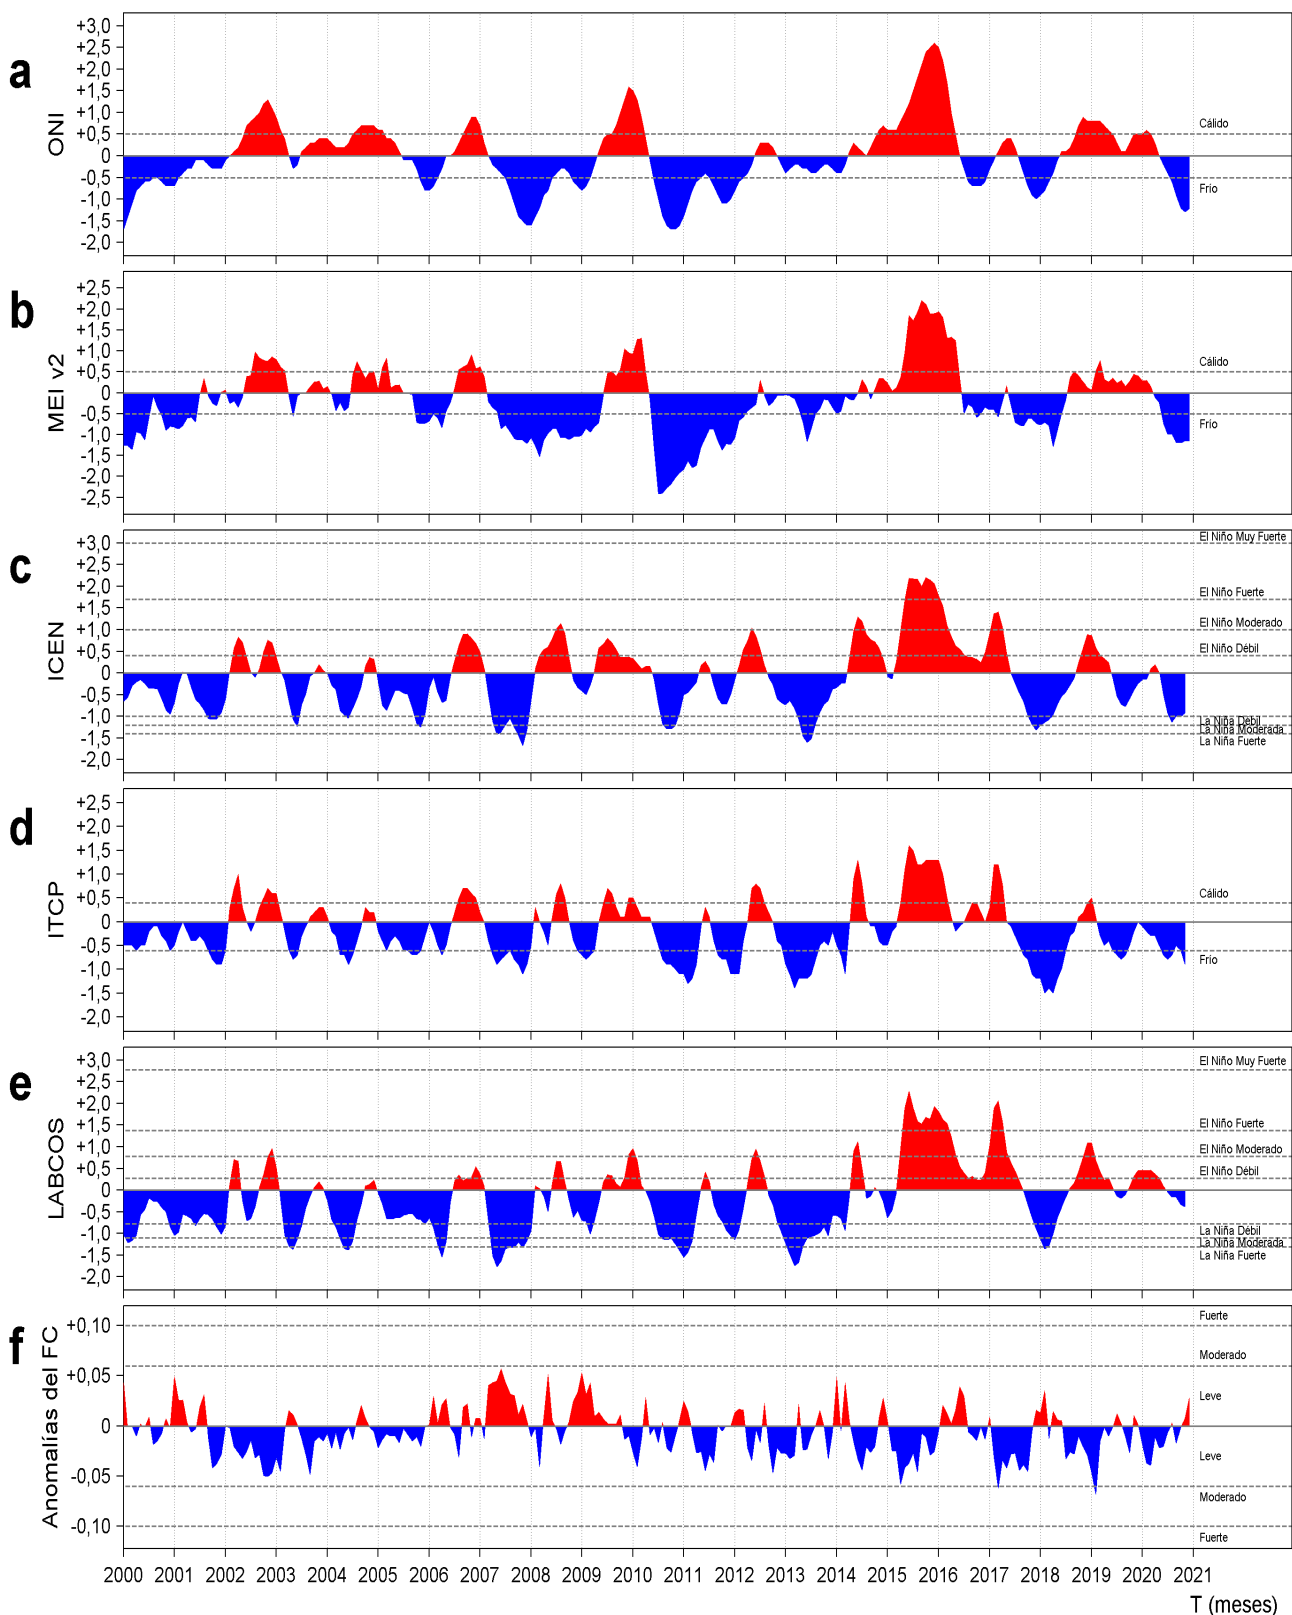 a
ONI
+3,0
+2,5
+2,0
+1,5
+1,0
+0,5
0
-0,5
-1,0
-1,5
-2,0
Cálido
Frío
b
MEI v2
+2,5
+2,0
+1,5
+1,0
+0,5
0
-0,5
-1,0
-1,5
-2,0
-2,5
Cálido
Frío
c
ICEN
+3,0
+2,5
+2,0
+1,5
+1,0
+0,5
0
-0,5
-1,0
-1,5
-2,0
El Niño Muy Fuerte
El Niño Fuerte
El Niño Moderado
El Niño Débil
La Niña Débil
La Niña Moderada
La Niña Fuerte
d
ITCP
+2,5
+2,0
+1,5
+1,0
+0,5
0
-0,5
-1,0
-1,5
-2,0
Cálido
Frío
e
LABCOS
+3,0
+2,5
+2,0
+1,5
+1,0
+0,5
0
-0,5
-1,0
-1,5
-2,0
El Niño Muy Fuerte
El Niño Fuerte
El Niño Moderado
El Niño Débil
La Niña Débil
La Niña Moderada
La Niña Fuerte
f
Anomalías del FC
+0,10
+0,05
0
-0,05
-0,10
Fuerte
Moderado
Leve
Leve
Moderado
Fuerte
2000 2001 2002 2003 2004 2005 2006 2007 2008 2009 2010 2011 2012 2013 2014 2015 2016 2017 2018 2019 2020 2021
T (meses)